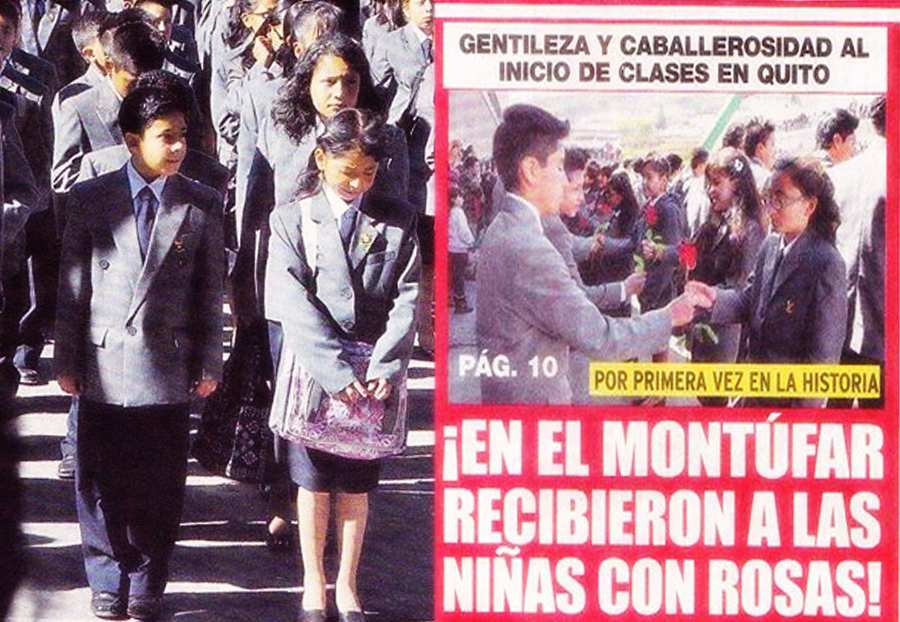 GENTILEZA Y CABALLEROSIDAD AL
INICIO DE CLASES EN QUITO
PÁG. 10
POR PRIMERA VEZ EN LA HISTORIA
¡EN EL MONTÚFAR
RECIBIERON A LAS
NIÑAS CON ROSAS!